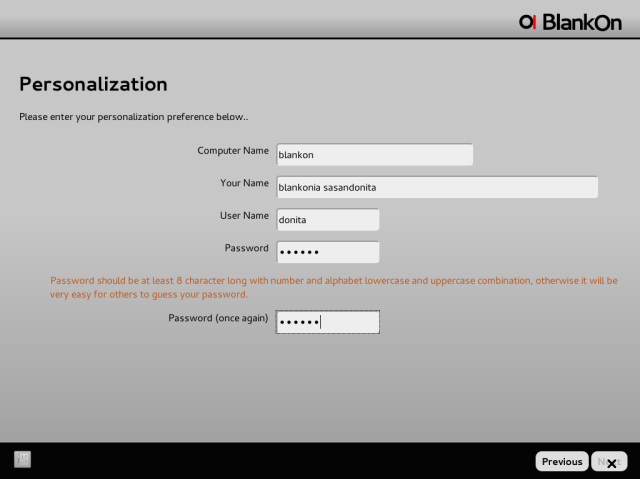 BlankOn
Personalization
Please enter your personalization preference below..
Computer Name blankon
Your Name blankonia sasandonita
User Name donita
Password ••••••
Password should be at least 8 character long with number and alphabet lowercase and uppercase combination, otherwise it will be
very easy for others to guess your password.
Password (once again) ••••••
Previous